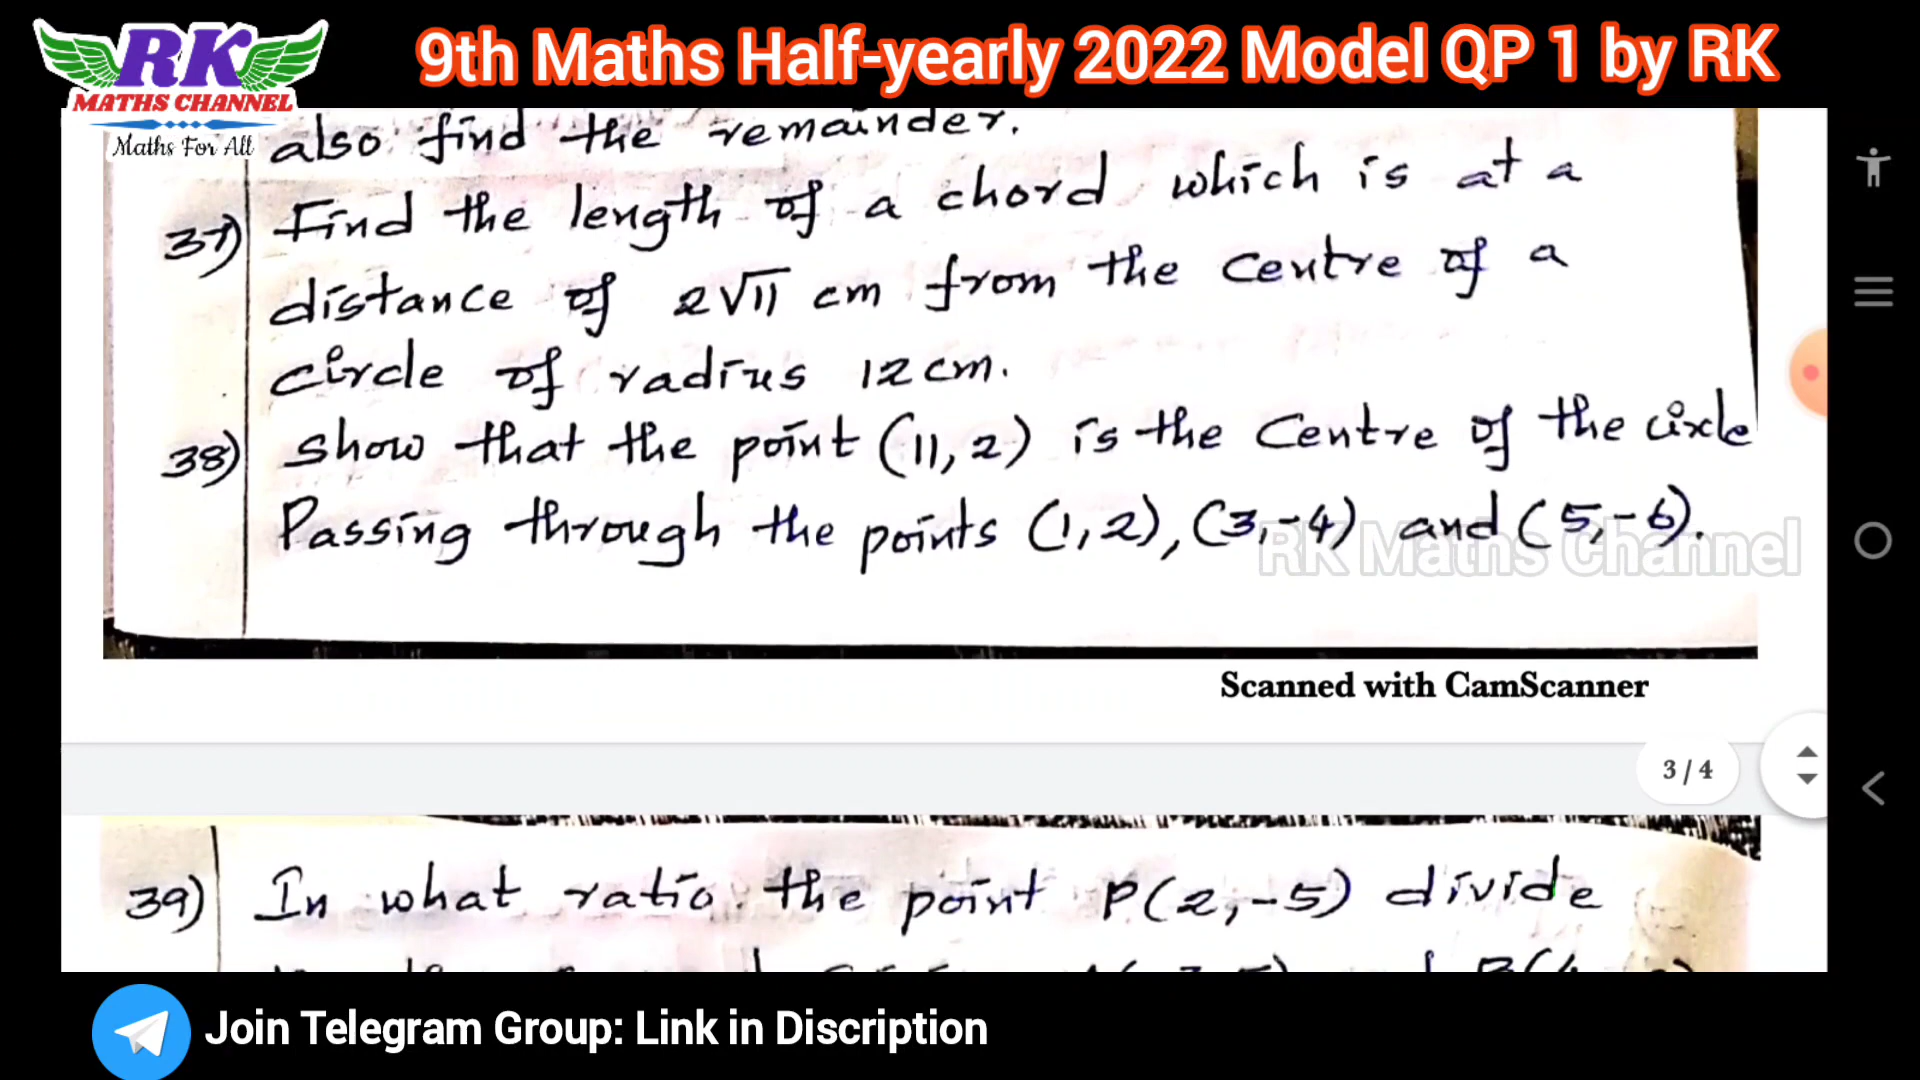 RK
MATHS CHANNEL
Maths For All
9th Maths Half-yearly 2022 Model QP 1 by RK
also find the remainder.
37) Find the length of a chord which is at a
distance of 2√11 cm from the centre of a
circle of radius 12 cm.
38) Show that the point (11, 2) is the Centre of the circle
Passing through the points (1, 2), (3, -4) and (5, -6).
RK Maths Channel
Scanned with CamScanner
3 / 4
39) In what ratio the point P(2, -5) divide
Join Telegram Group: Link in Discription